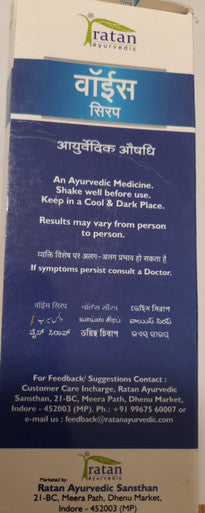 ratan
ayurvedic
वॉईस
सिरप
आयुर्वेदिक औषधि
An Ayurvedic Medicine.
Shake well before use.
Keep in a Cool & Dark Place.
Results may vary from person
to person.
व्यक्ति विशेष पर अलग-अलग प्रभाव हो सकता है
If symptoms persist consult a Doctor.
वॉईस सिरप
For Feedback/ Suggestions Contact :
Customer Care Incharge, Ratan Ayurvedic
Sansthan, 21-BC, Meera Path, Dhenu Market,
Indore - 452003 (MP). Ph.: +91 99675 60007 or
e-mail us : feedback@ratanayurvedic.com
ratan
ayurvedic
Marketed by:
Ratan Ayurvedic Sansthan
21-BC, Meera Path, Dhenu Market,
Indore - 452003 (MP)